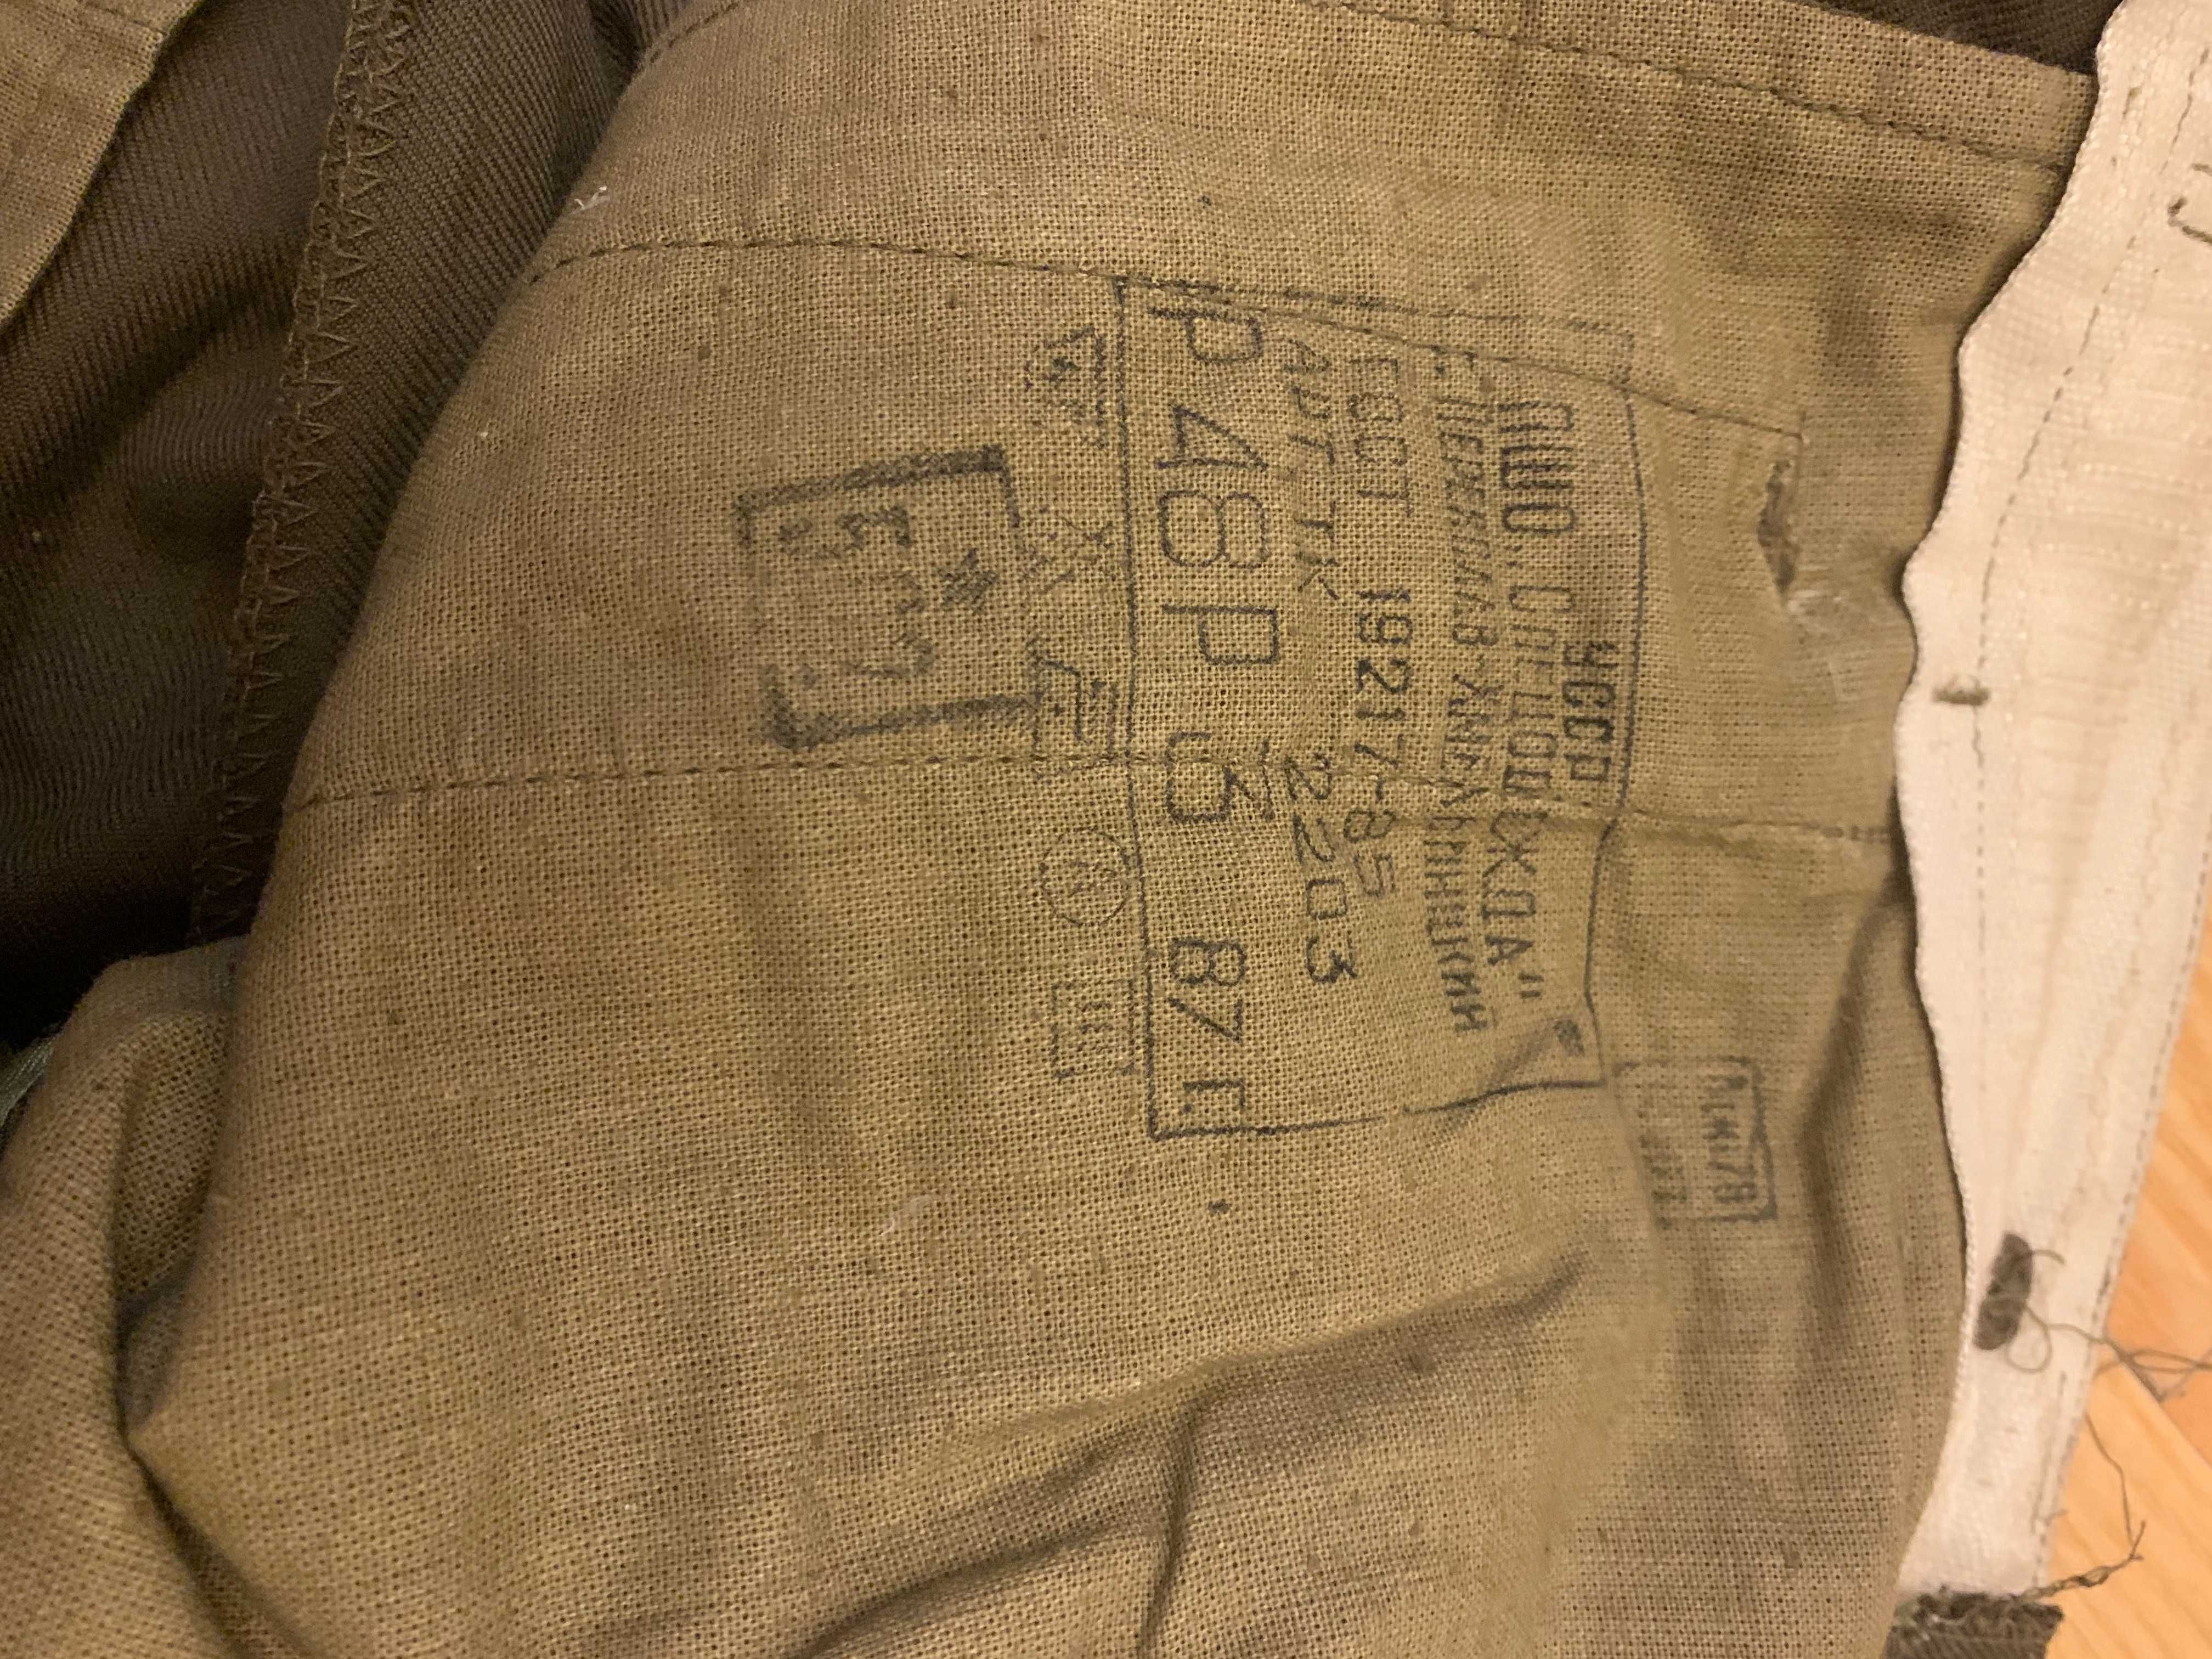 УССР
ПШО „СПЕЦОДЕЖДА"
Г. ПЕРЕЯСЛАВ-ХМЕЛЬНИЦКИЙ
ГОСТ 19217-85
АРТ ТК 2203
Р 48 Р 3 87 Г